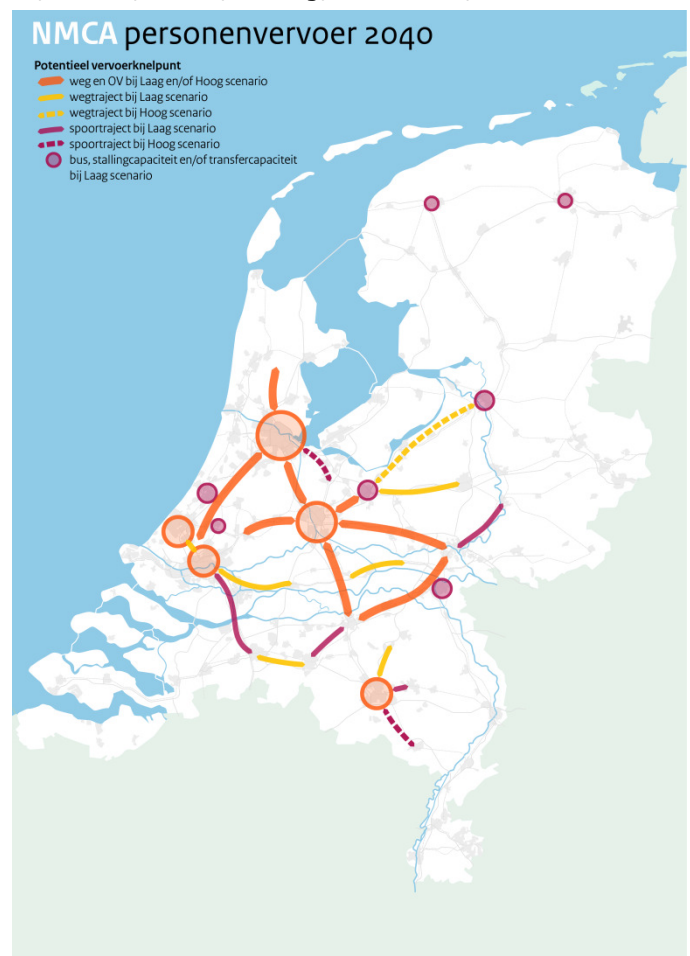 NMCA personenvervoer 2040
Potentieel vervoerknelpunt
weg en OV bij Laag en/of Hoog scenario
wegtraject bij Laag scenario
wegtraject bij Hoog scenario
spoortraject bij Laag scenario
spoortraject bij Hoog scenario
bus, stallingcapaciteit en/of transfercapaciteit
bij Laag scenario